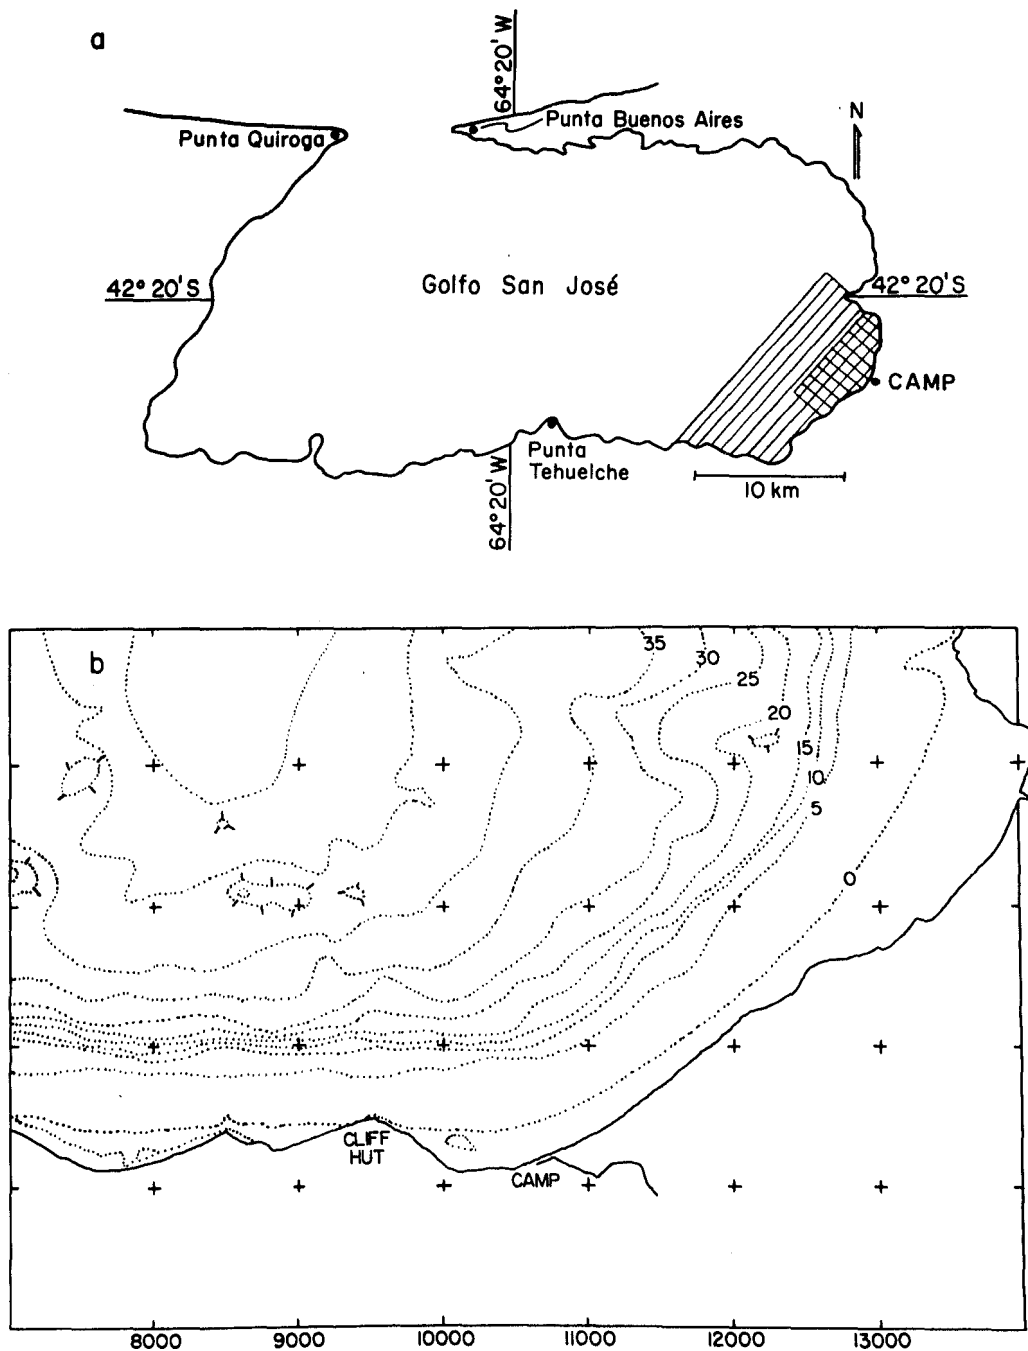 a
64°20'W
N
Punta Quiroga
Punta Buenos Aires
42° 20'S
Golfo San José
42° 20'S
CAMP
Punta
Tehuelche
64°20'W
10 km
b
35
30
25
20
15
10
5
0
CLIFF
HUT
CAMP
8000
9000
10000
11000
12000
13000